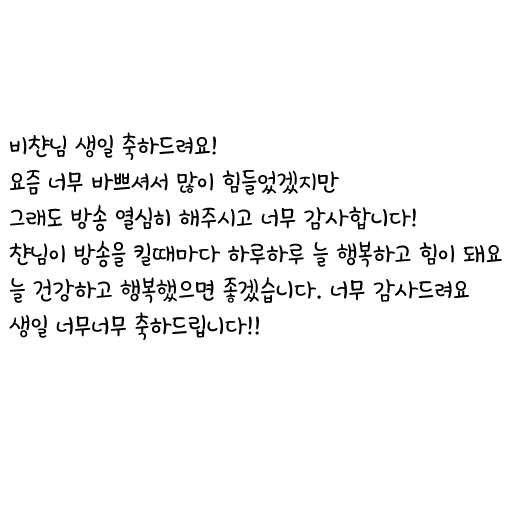 비챤님 생일 축하드려요!
요즘 너무 바쁘셔서 많이 힘들었겠지만
그래도 방송 열심히 해주시고 너무 감사합니다!
챤님이 방송을 킬때마다 하루하루 늘 행복하고 힘이 돼요
늘 건강하고 행복했으면 좋겠습니다. 너무 감사드려요
생일 너무너무 축하드립니다!!